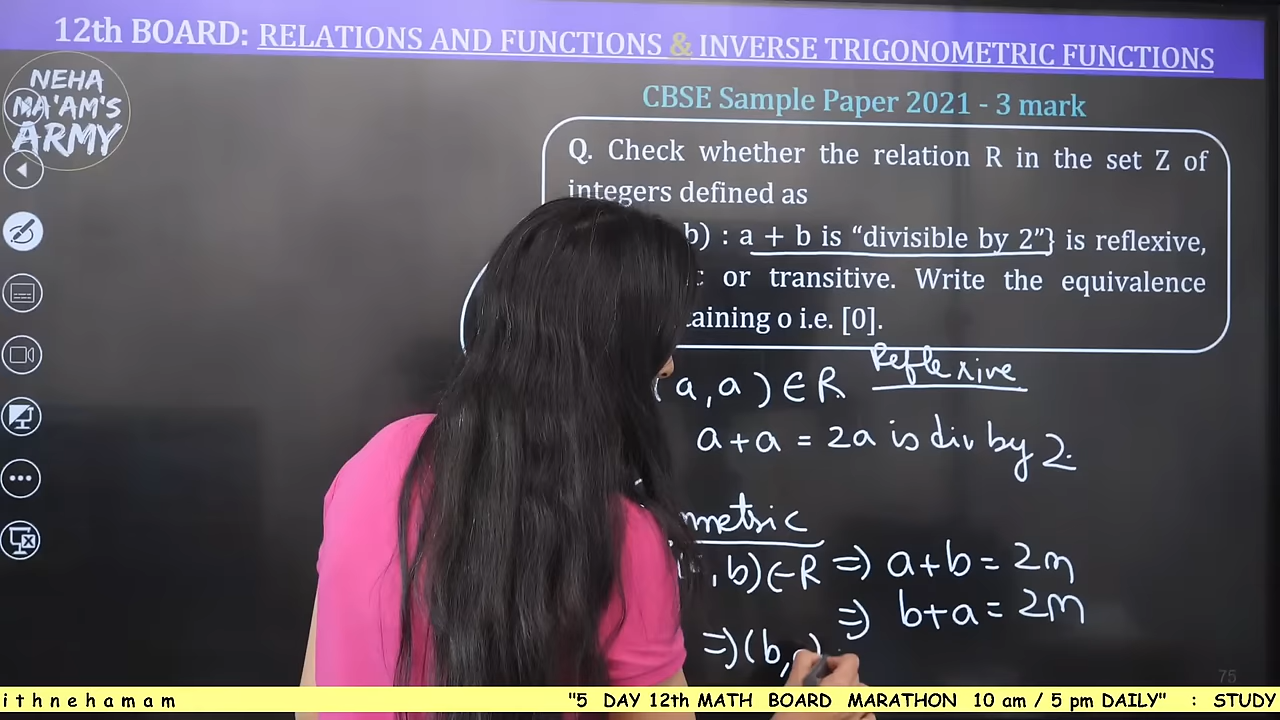 12th BOARD: RELATIONS AND FUNCTIONS & INVERSE TRIGONOMETRIC FUNCTIONS
NEHA
MA'AM'S
ARMY
CBSE Sample Paper 2021 - 3 mark
Q. Check whether the relation R in the set Z of
integers defined as
b) : a + b is “divisible by 2”} is reflexive,
or transitive. Write the equivalence
taining o i.e. [0].
Reflexive
(a,a) ∈ R
a+a = 2a is div by 2.
mmetric
, b) ∈ R ⇒ a+b = 2m
⇒ b+a = 2m
⇒ (b,
75
ithnehamam "5 DAY 12th MATH BOARD MARATHON 10 am / 5 pm DAILY" : STUDY